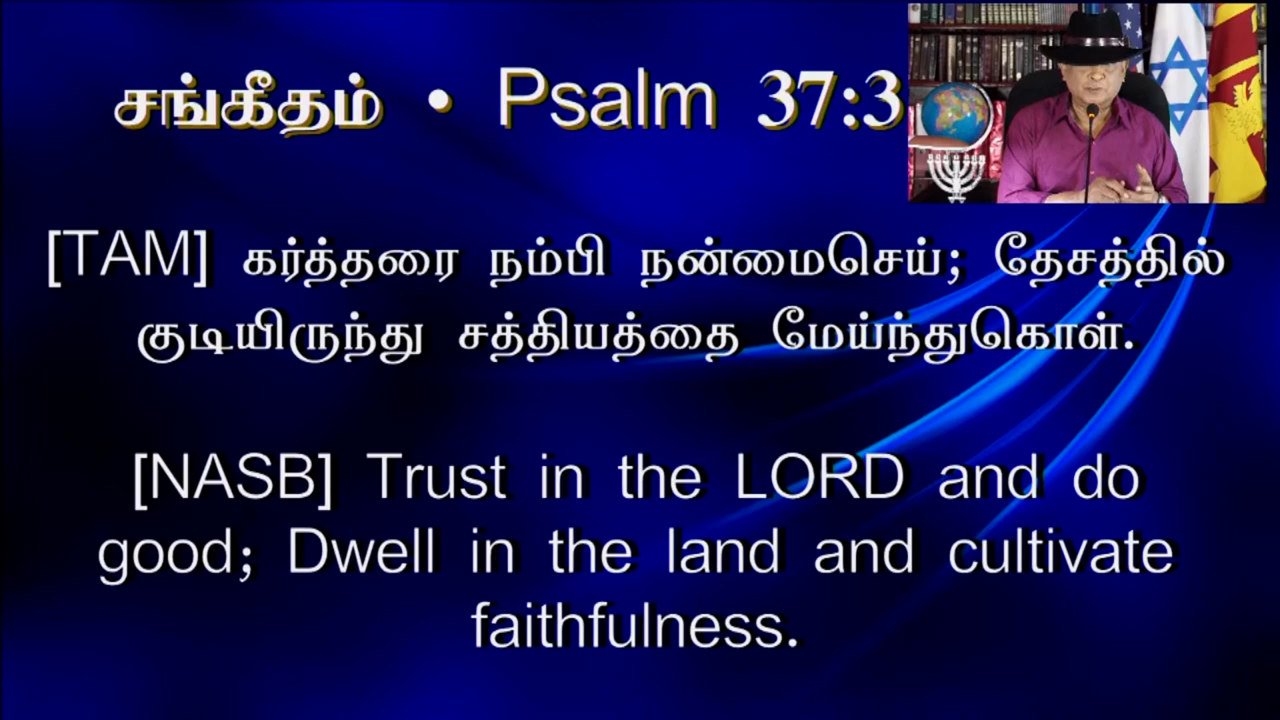 சங்கீதம் • Psalm 37:3
[TAM] கர்த்தரை நம்பி நன்மைசெய்; தேசத்தில்
குடியிருந்து சத்தியத்தை மேய்ந்துகொள்.
[NASB] Trust in the LORD and do
good; Dwell in the land and cultivate
faithfulness.